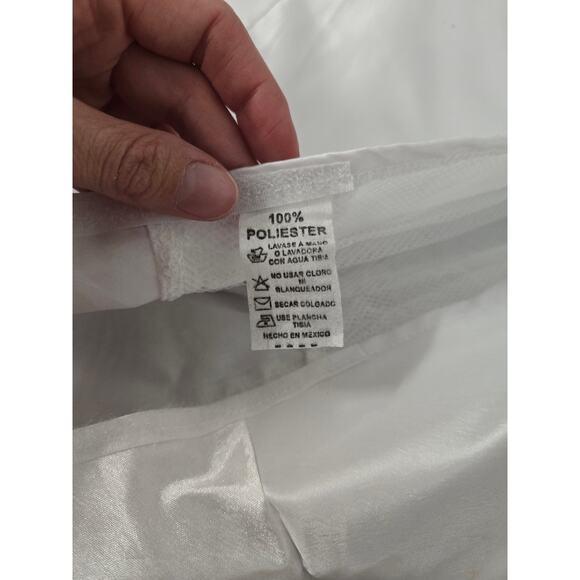 100%
POLIESTER
LAVASE A MANO
O LAVADORA
CON AGUA TIBIA
NO USAR CLORO
NI
BLANQUEADOR
SECAR COLGADO
USE PLANCHA
TIBIA
HECHO EN MEXICO